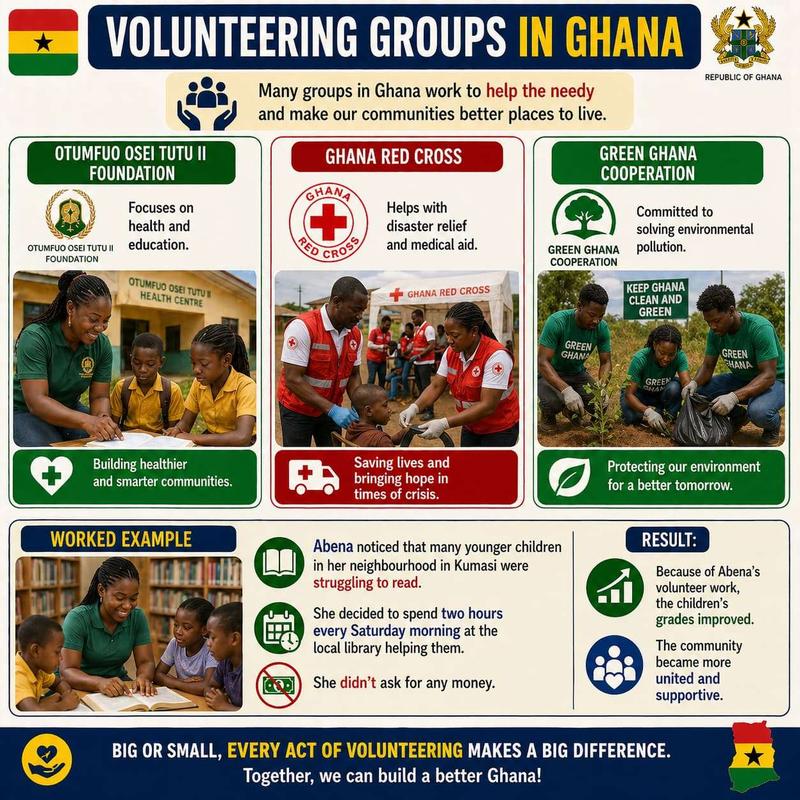 VOLUNTEERING GROUPS IN GHANA
REPUBLIC OF GHANA
Many groups in Ghana work to help the needy
and make our communities better places to live.
OTUMFUO OSEI TUTU II
FOUNDATION
OTUMFUO OSEI TUTU II
FOUNDATION
Focuses on
health and
education.
OTUMFUO OSEI TUTU II
HEALTH CENTRE
Building healthier
and smarter communities.
GHANA RED CROSS
GHANA
RED CROSS
Helps with
disaster relief
and medical aid.
GHANA RED CROSS
Saving lives and
bringing hope in
times of crisis.
GREEN GHANA
COOPERATION
GREEN GHANA
COOPERATION
Committed to
solving environmental
pollution.
KEEP GHANA
CLEAN AND
GREEN
GREEN
GHANA
GREEN
GHANA
GREEN
GHANA
Protecting our environment
for a better tomorrow.
WORKED EXAMPLE
Abena noticed that many younger children
in her neighbourhood in Kumasi were
struggling to read.
She decided to spend two hours
every Saturday morning at the
local library helping them.
She didn't ask for any money.
RESULT:
Because of Abena's
volunteer work,
the children's
grades improved.
The community
became more
united and
supportive.
BIG OR SMALL, EVERY ACT OF VOLUNTEERING MAKES A BIG DIFFERENCE.
Together, we can build a better Ghana!